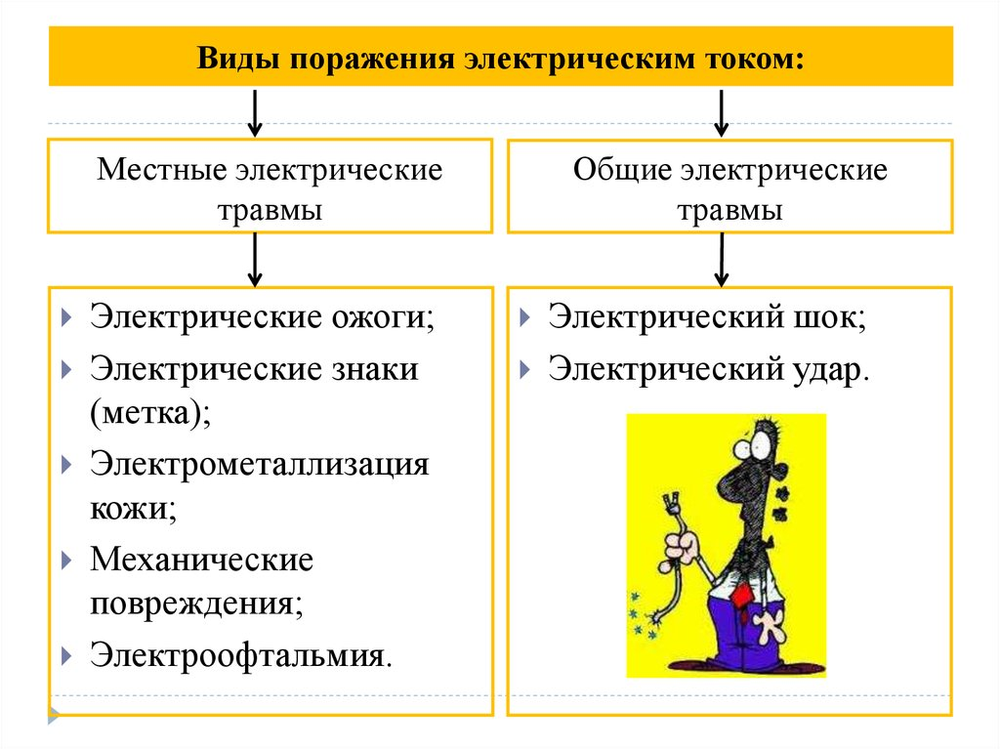 Виды поражения электрическим током:
Местные электрические
травмы
Общие электрические
травмы
Электрические ожоги;
Электрические знаки
(метка);
Электрометаллизация
кожи;
Механические
повреждения;
Электроофтальмия.
Электрический шок;
Электрический удар.